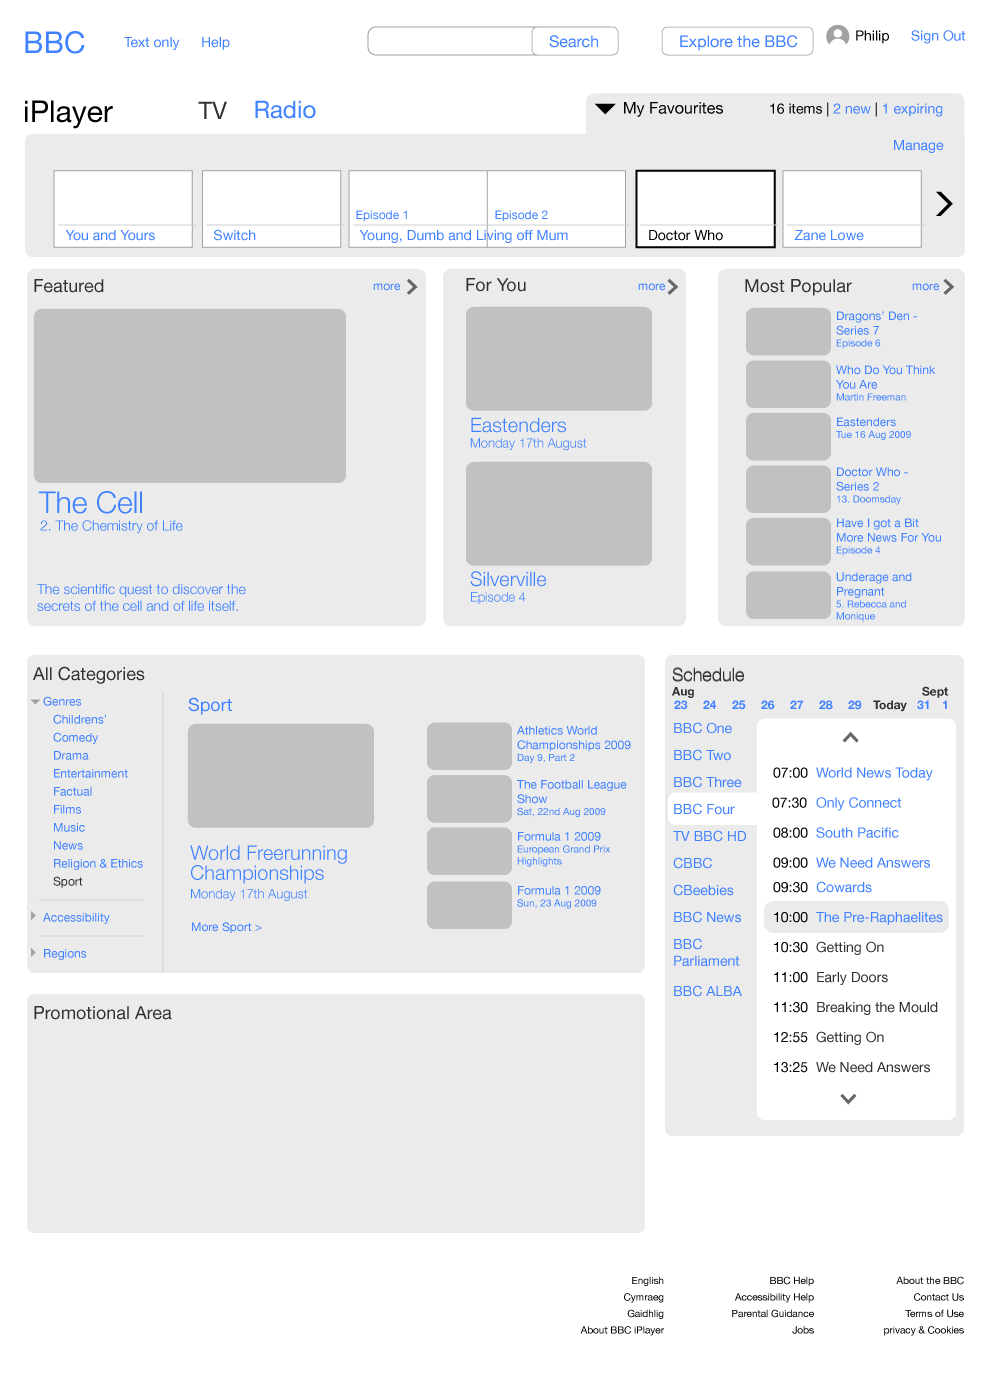 BBC
Text only
Help
Search
Explore the BBC
Philip
Sign Out
iPlayer
TV
Radio
My Favourites
16 items | 2 new | 1 expiring
Manage
You and Yours
Switch
Episode 1
Episode 2
Young, Dumb and Living off Mum
Doctor Who
Zane Lowe
Featured
more
The Cell
2. The Chemistry of Life
The scientific quest to discover the
secrets of the cell and of life itself.
For You
more
Eastenders
Monday 17th August
Silverville
Episode 4
Most Popular
more
Dragons' Den -
Series 7
Episode 6
Who Do You Think
You Are
Martin Freeman
Eastenders
Tue 16 Aug 2009
Doctor Who -
Series 2
13. Doomsday
Have I got a Bit
More News For You
Episode 4
Underage and
Pregnant
5. Rebecca and
Monique
All Categories
Genres
Childrens'
Comedy
Drama
Entertainment
Factual
Films
Music
News
Religion & Ethics
Sport
Accessibility
Regions
Sport
World Freerunning
Championships
Monday 17th August
More Sport >
Athletics World
Championships 2009
Day 9, Part 2
The Football League
Show
Sat, 22nd Aug 2009
Formula 1 2009
European Grand Prix
Highlights
Formula 1 2009
Sun, 23 Aug 2009
Schedule
Aug Sept
23 24 25 26 27 28 29 Today 31 1
BBC One
BBC Two
BBC Three
BBC Four
TV BBC HD
CBBC
CBeebies
BBC News
BBC
Parliament
BBC ALBA
07:00 World News Today
07:30 Only Connect
08:00 South Pacific
09:00 We Need Answers
09:30 Cowards
10:00 The Pre-Raphaelites
10:30 Getting On
11:00 Early Doors
11:30 Breaking the Mould
12:55 Getting On
13:25 We Need Answers
Promotional Area
English
Cymraeg
Gaidhlig
About BBC iPlayer
BBC Help
Accessibility Help
Parental Guidance
Jobs
About the BBC
Contact Us
Terms of Use
privacy & Cookies